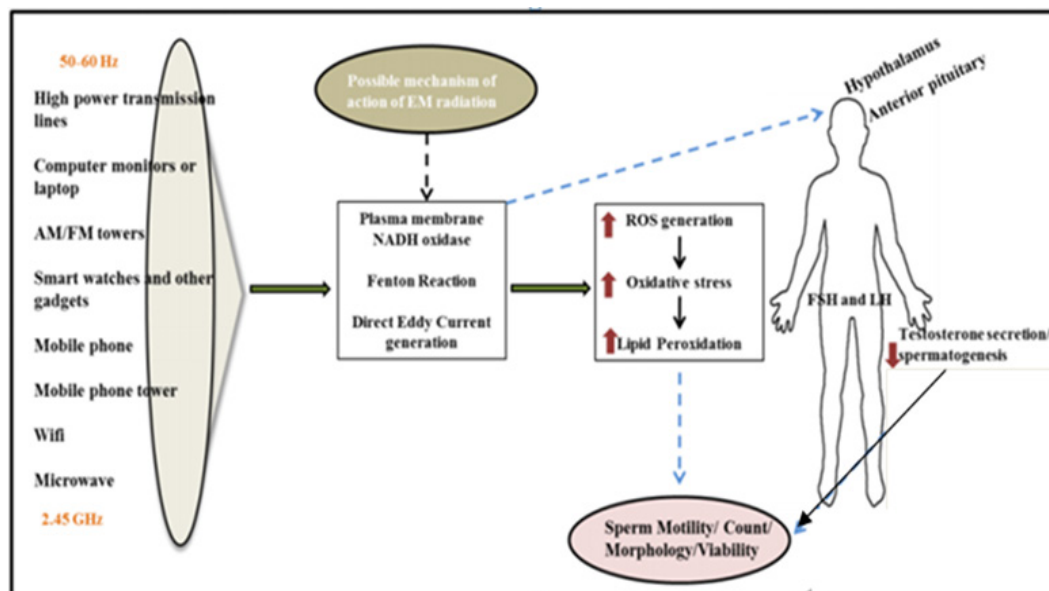 50-60 Hz
High power transmission
lines
Computer monitors or
laptop
AM/FM towers
Smart watches and other
gadgets
Mobile phone
Mobile phone tower
Wifi
Microwave
2.45 GHz
Possible mechanism of
action of EM radiation
Plasma membrane
NADH oxidase
Fenton Reaction
Direct Eddy Current
generation
ROS generation
Oxidative stress
Lipid Peroxidation
Hypothalamus
Anterior pituitary
FSH and LH
Testosterone secretion/
spermatogenesis
Sperm Motility/ Count/
Morphology/Viability